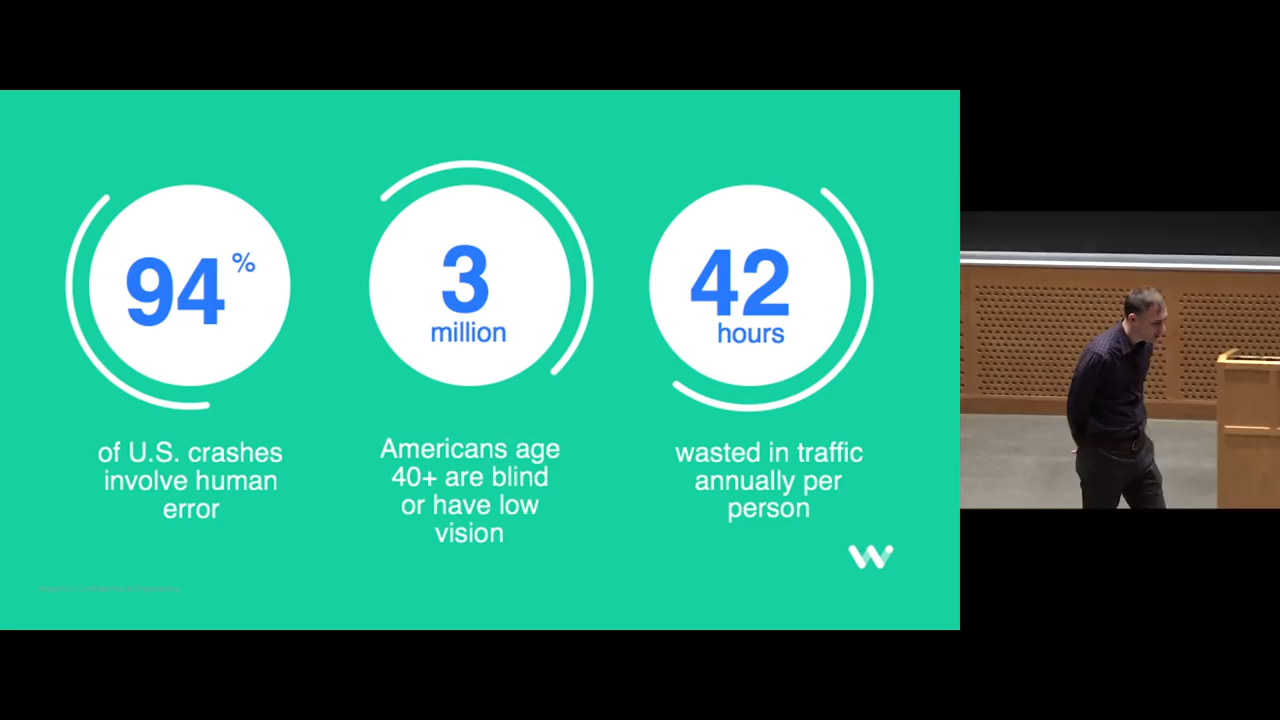 94%
of U.S. crashes
involve human
error
3
million
Americans age
40+ are blind
or have low
vision
42
hours
wasted in traffic
annually per
person